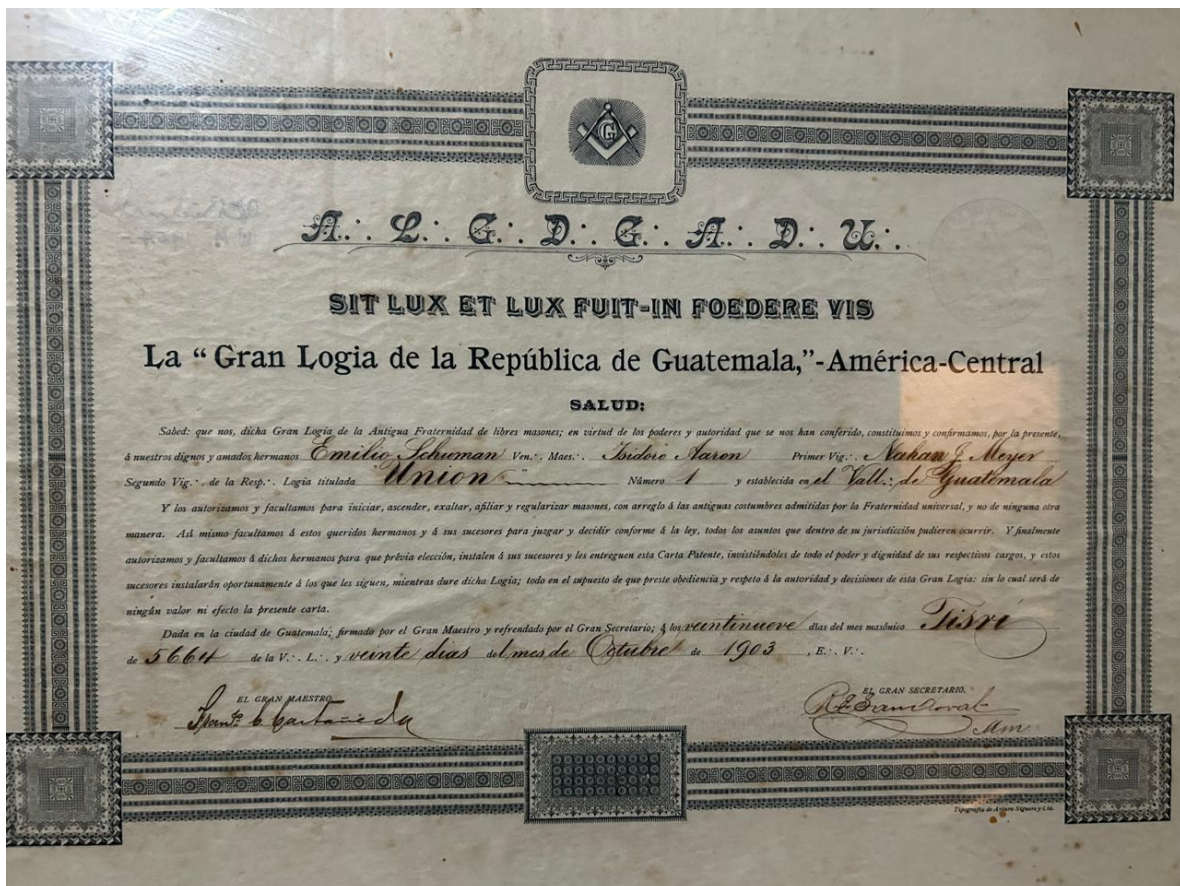 G
A∴ L∴ G∴ D∴ G∴ A∴ D∴ U∴
SIT LUX ET LUX FUIT-IN FOEDERE VIS
La “Gran Logia de la República de Guatemala,”-América-Central
SALUD:
Sabed: que nos, dicha Gran Logia de la Antigua Fraternidad de libres masones; en virtud de los poderes y autoridad que se nos han conferido, constituimos y confirmamos, por la presente,
á nuestros dignos y amados hermanos Emilio Schuman Ven∴ Maes∴ Isidoro Aaron Primer Vig∴ Nahan J. Meyer
Segundo Vig∴ de la Resp∴ Logia titulada "Union" Número 1 y establecida en el Vall∴ de Guatemala
Y los autorizamos y facultamos para iniciar, ascender, exaltar, afiliar y regularizar masones, con arreglo á las antiguas costumbres admitidas por la Fraternidad universal, y no de ninguna otra
manera. Así mismo facultamos á estos queridos hermanos y á sus sucesores para juzgar y decidir conforme á la ley, todos los asuntos que dentro de su jurisdicción pudieren ocurrir. Y finalmente
autorizamos y facultamos á dichos hermanos para que prévia elección, instalen á sus sucesores y les entreguen esta Carta Patente, invistiéndoles de todo el poder y dignidad de sus respectivos cargos, y estos
sucesores instalarán oportunamente á los que les siguen, mientras dure dicha Logia; todo en el supuesto de que preste obediencia y respeto á la autoridad y decisiones de esta Gran Logia: sin lo cual será de
ningún valor ni efecto la presente carta.
Dada en la ciudad de Guatemala; firmado por el Gran Maestro y refrendado por el Gran Secretario; á los veintinueve días del mes masónico Tisri
de 5664 de la V∴ L∴ y veinte dias del mes de Octubre de 1903, E∴ V∴
EL GRAN MAESTRO EL GRAN SECRETARIO.
Castañeda R. E. Sandoval
Tipografía de Arturo Siguere y Cía.